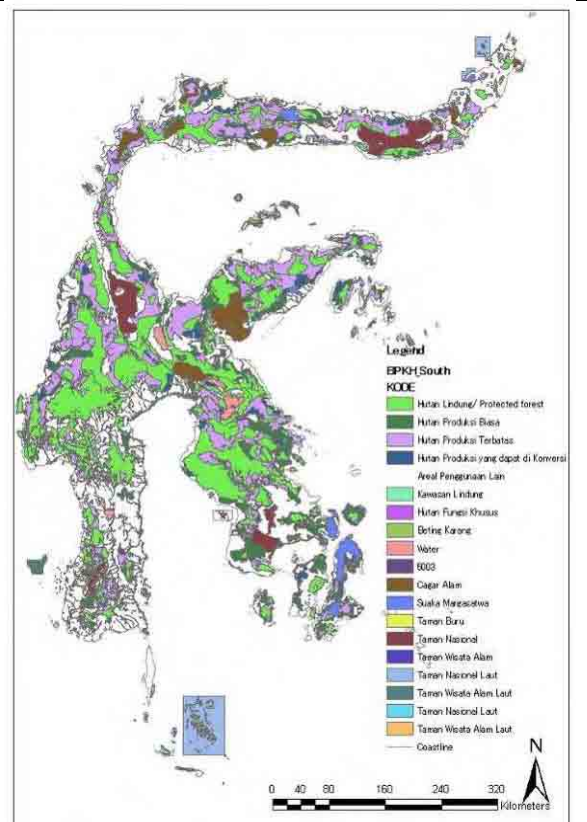 Legend
BPKH_South
KODE
Hutan Lindung/ Protected forest
Hutan Produksi Biasa
Hutan Produksi Terbatas
Hutan Produksi yang dapat di Konversi
Areal Penggunaan Lain
Kawasan Lindung
Hutan Fungsi Khusus
Boting Karang
Water
5003
Cagar Alam
Suaka Margasatwa
Taman Buru
Taman Nasional
Taman Wisata Alam
Taman Nasional Laut
Taman Wisata Alam Laut
Taman Nasional Laut
Taman Wisata Alam Laut
Coastline
N
0 40 80 160 240 320
Kilometers